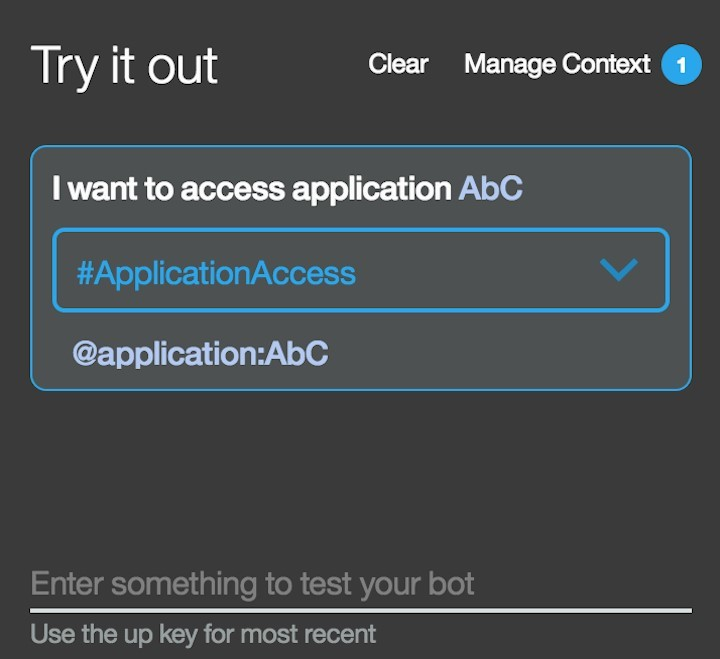 Try it out
Clear
Manage Context
1
I want to access application AbC
#ApplicationAccess
@application:AbC
Enter something to test your bot
Use the up key for most recent